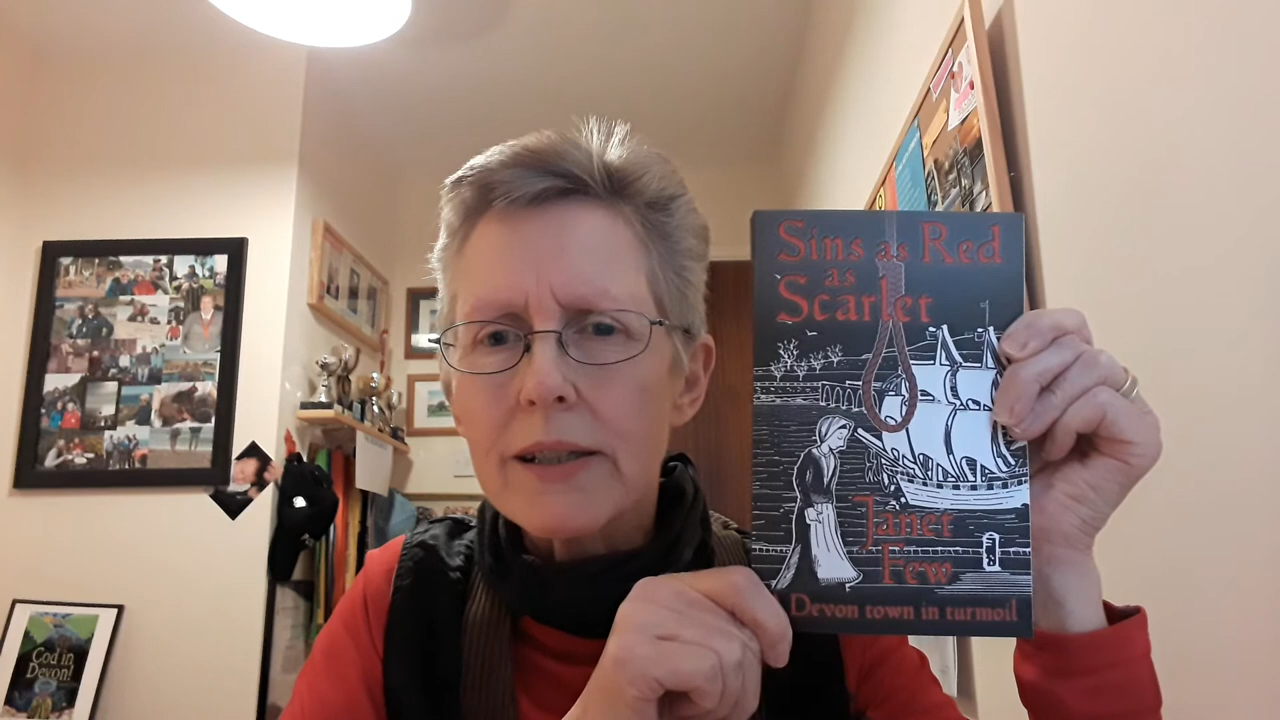 Sins as Red
as
Scarlet
Janet
Few
Devon town in turmoil
Cod in
Devon!